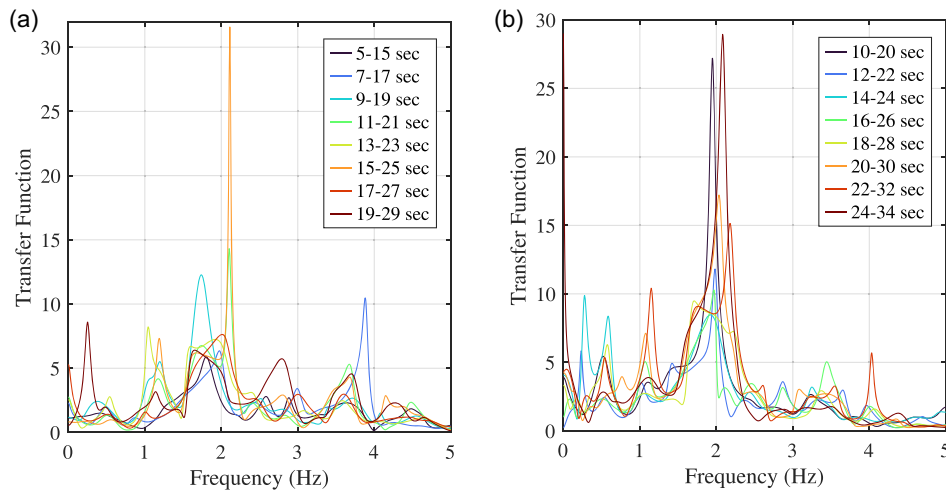 (a)
Transfer Function
30
25
20
15
10
5
0
0 1 2 3 4 5
Frequency (Hz)
5-15 sec
7-17 sec
9-19 sec
11-21 sec
13-23 sec
15-25 sec
17-27 sec
19-29 sec
(b)
Transfer Function
30
25
20
15
10
5
0
0 1 2 3 4 5
Frequency (Hz)
10-20 sec
12-22 sec
14-24 sec
16-26 sec
18-28 sec
20-30 sec
22-32 sec
24-34 sec